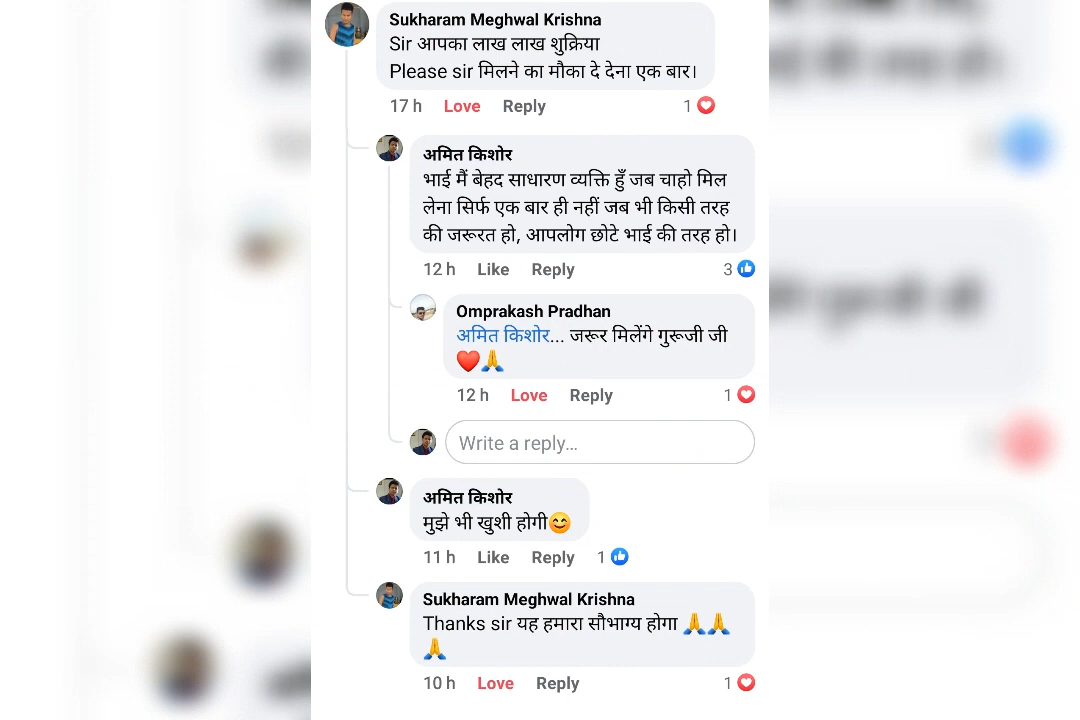 Sukharam Meghwal Krishna
Sir आपका लाख लाख शुक्रिया
Please sir मिलने का मौका दे देना एक बार।
17 h Love Reply 1
अमित किशोर
भाई मैं बेहद साधारण व्यक्ति हुँ जब चाहो मिल
लेना सिर्फ एक बार ही नहीं जब भी किसी तरह
की जरूरत हो, आपलोग छोटे भाई की तरह हो।
12 h Like Reply 3
Omprakash Pradhan
अमित किशोर... जरूर मिलेंगे गुरूजी जी
❤️🙏
12 h Love Reply 1
Write a reply...
अमित किशोर
मुझे भी खुशी होगी😊
11 h Like Reply 1
Sukharam Meghwal Krishna
Thanks sir यह हमारा सौभाग्य होगा 🙏🙏
🙏
10 h Love Reply 1